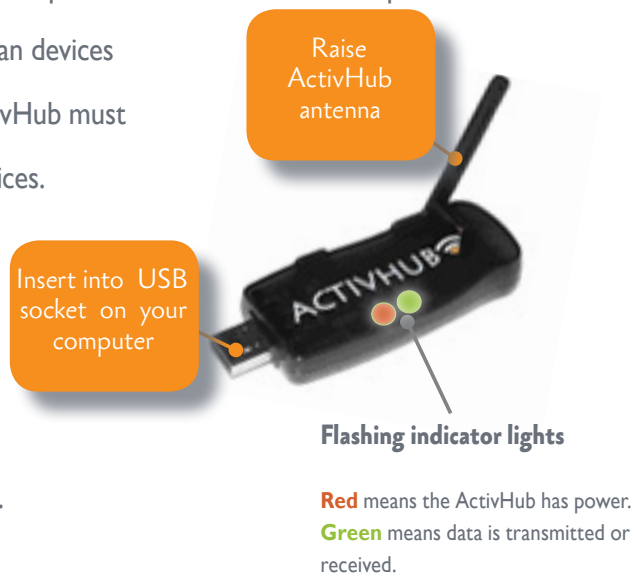 an devices
vHub must
ices.
Raise
ActivHub
antenna
Insert into USB
socket on your
computer
ACTIVHUB
Flashing indicator lights
.
Red means the ActivHub has power.
Green means data is transmitted or
received.